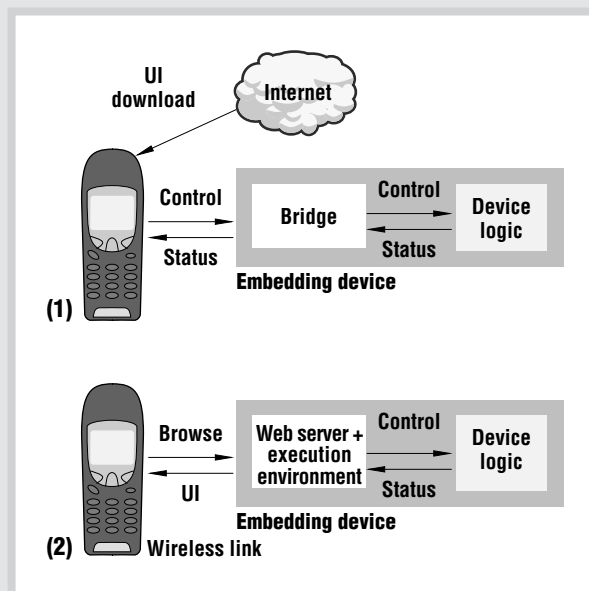 UI
download
Internet
Control
Status
Bridge
Control
Status
Device
logic
Embedding device
(1)
Browse
UI
Web server +
execution
environment
Control
Status
Device
logic
Embedding device
(2)
Wireless link